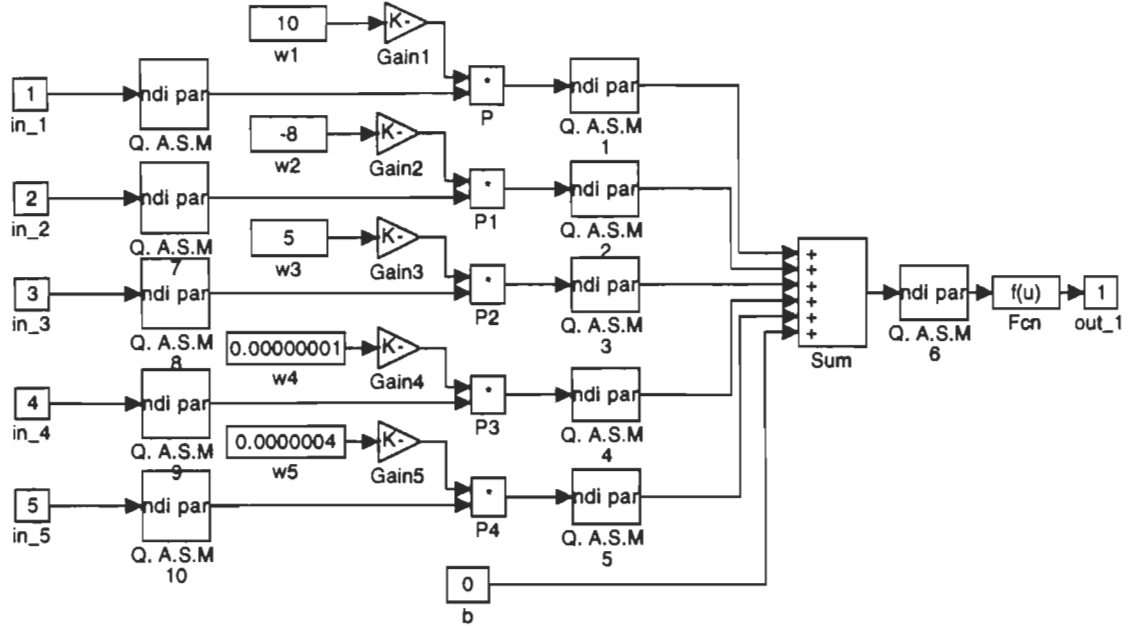 10
K-
w1
Gain1
1
in_1
ndi par
Q. A.S.M
*
P
ndi par
Q. A.S.M
1
-8
K-
w2
Gain2
2
in_2
ndi par
Q. A.S.M
7
*
P1
ndi par
Q. A.S.M
2
5
K-
w3
Gain3
3
in_3
ndi par
Q. A.S.M
8
*
P2
ndi par
Q. A.S.M
3
0.00000001
K-
w4
Gain4
4
in_4
ndi par
Q. A.S.M
9
*
P3
ndi par
Q. A.S.M
4
0.0000004
K-
w5
Gain5
5
in_5
ndi par
Q. A.S.M
10
*
P4
ndi par
Q. A.S.M
5
0
b
+
+
+
+
+
+
Sum
ndi par
Q. A.S.M
6
f(u)
Fcn
1
out_1